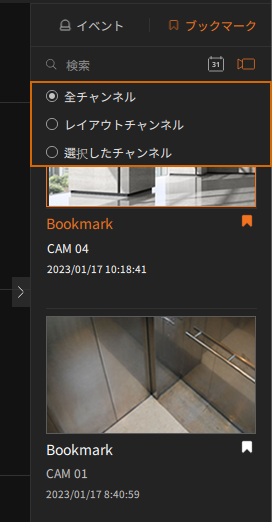 イベント ブックマーク
検索 31
全チャンネル
レイアウトチャンネル
選択したチャンネル
Bookmark
CAM 04
2023/01/17 10:18:41
Bookmark
CAM 01
2023/01/17 8:40:59